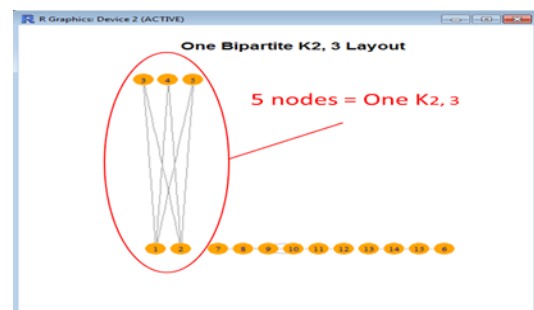 R R Graphics: Device 2 (ACTIVE)
One Bipartite K2, 3 Layout
3 4 5
5 nodes = One K2, 3
1 2 7 8 9 10 11 12 13 14 15 6